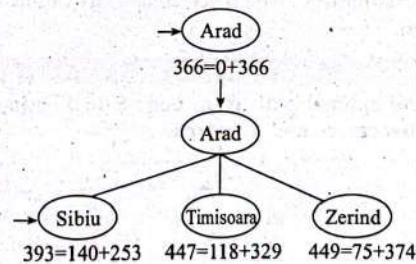 Arad
366=0+366
Arad
Sibiu Timisoara Zerind
393=140+253 447=118+329 449=75+374